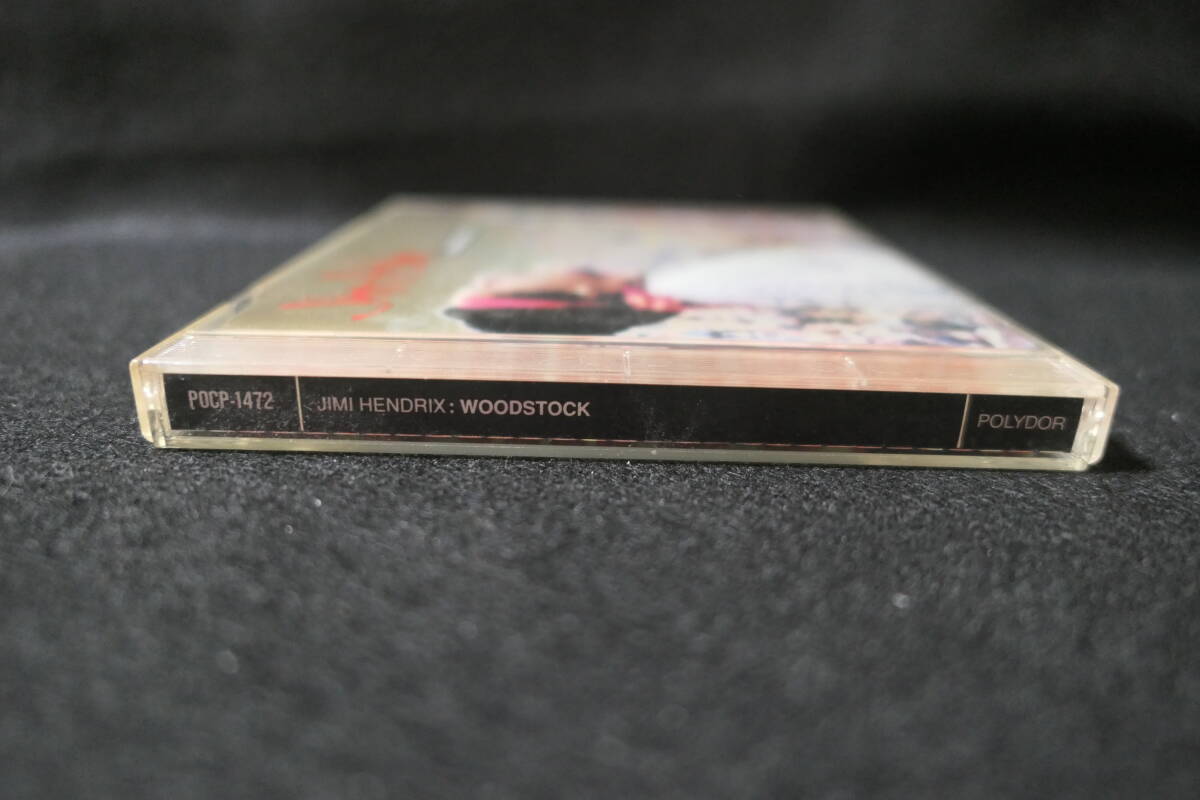 POCP-1472 JIMI HENDRIX: WOODSTOCK POLYDOR